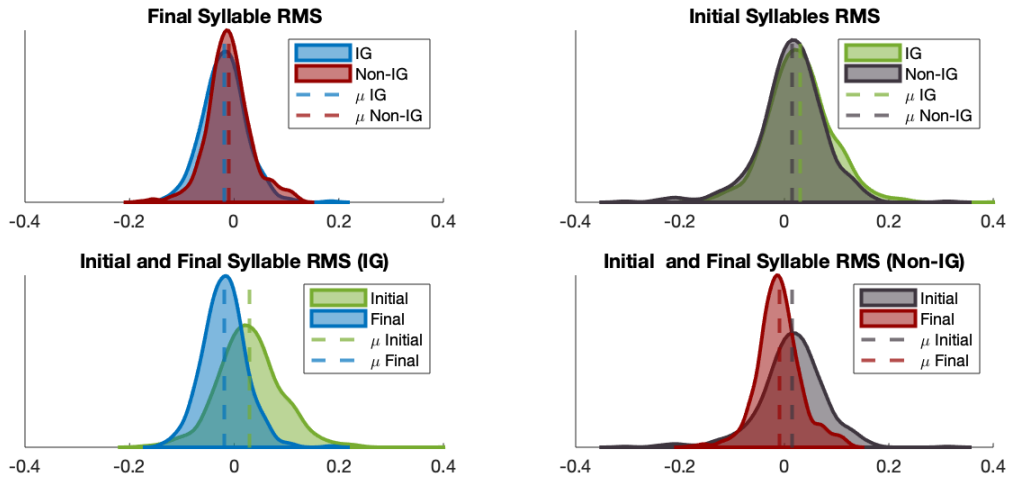 Final Syllable RMS
IG
Non-IG
μ IG
μ Non-IG
-0.4 -0.2 0 0.2 0.4
Initial Syllables RMS
IG
Non-IG
μ IG
μ Non-IG
-0.4 -0.2 0 0.2 0.4
Initial and Final Syllable RMS (IG)
Initial
Final
μ Initial
μ Final
-0.4 -0.2 0 0.2 0.4
Initial and Final Syllable RMS (Non-IG)
Initial
Final
μ Initial
μ Final
-0.4 -0.2 0 0.2 0.4